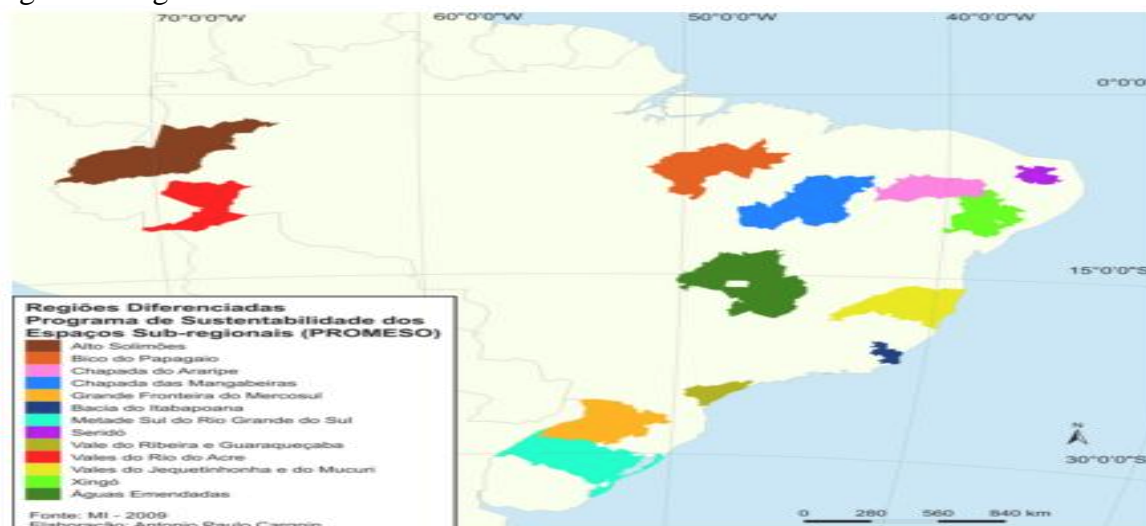 70°0'0"W 60°0'0"W 50°0'0"W 40°0'0"W
0°0'0
15°0'0"S
Regiões Diferenciadas
Programa de Sustentabilidade dos
Espaços Sub-regionais (PROMESO)
Alto Solimões
Bico do Papagaio
Chapada do Araripe
Chapada das Mangabeiras
Grande Fronteira do Mercosul
Bacia do Itabapoana
Metade Sul do Rio Grande do Sul
Seridó
Vale do Ribeira e Guaraqueçaba
Vales do Rio do Acre
Vales do Jequetinhonha e do Mucuri
Xingó
Águas Emendadas
N
30°0'0"S
Fonte: MI - 2009
Elaboração: Antonio Paulo
0 280 560 840 km